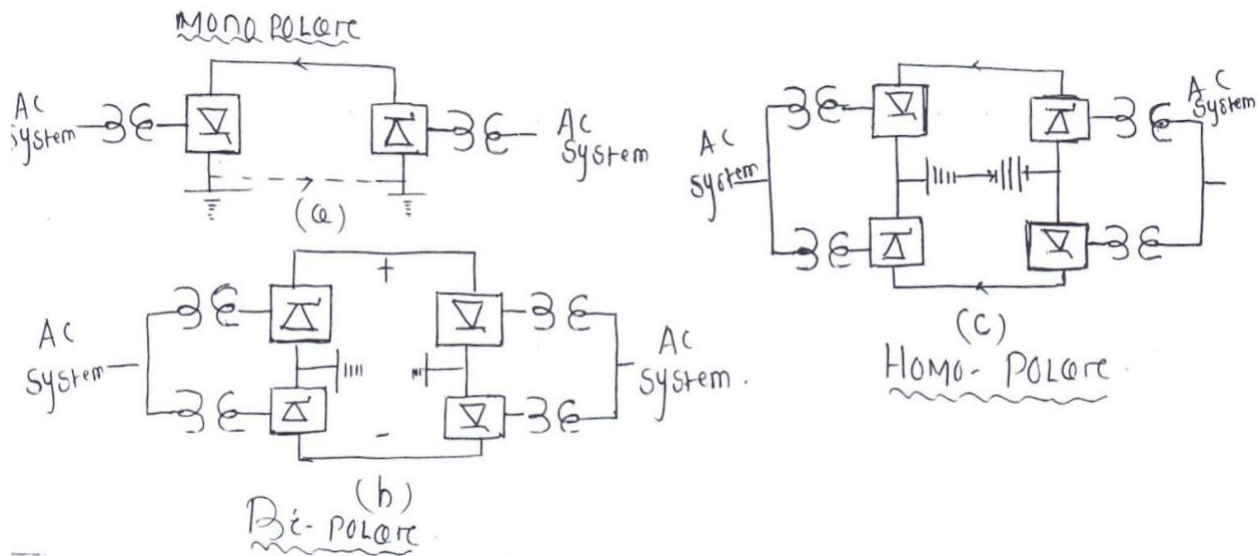 Mono Polare
AC
system
AC
System
(a)
AC
system
AC
System
(C)
Homo- Polare.
+
AC
System
-
AC
System.
(b)
Bi- Polare